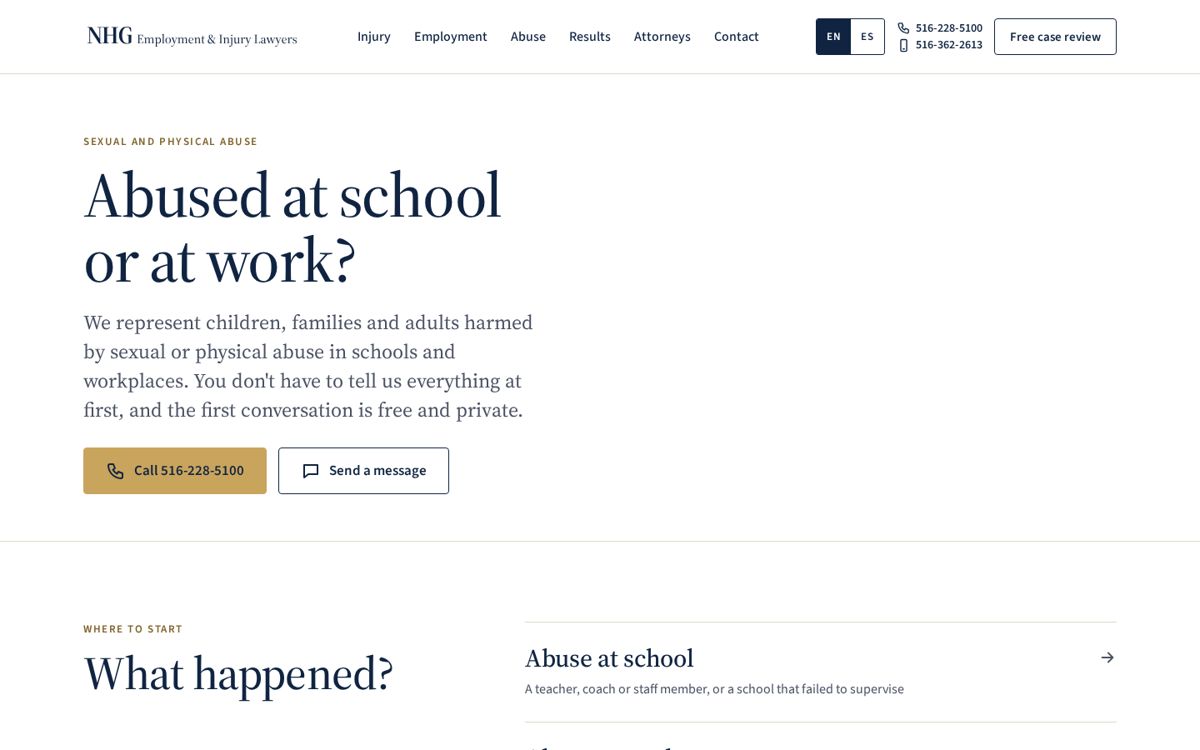 NHG Employment & Injury Lawyers
Injury
Employment
Abuse
Results
Attorneys
Contact
EN
ES
516-228-5100
516-362-2613
Free case review
SEXUAL AND PHYSICAL ABUSE
Abused at school
or at work?
We represent children, families and adults harmed
by sexual or physical abuse in schools and
workplaces. You don't have to tell us everything at
first, and the first conversation is free and private.
Call 516-228-5100
Send a message
WHERE TO START
What happened?
Abuse at school
A teacher, coach or staff member, or a school that failed to supervise